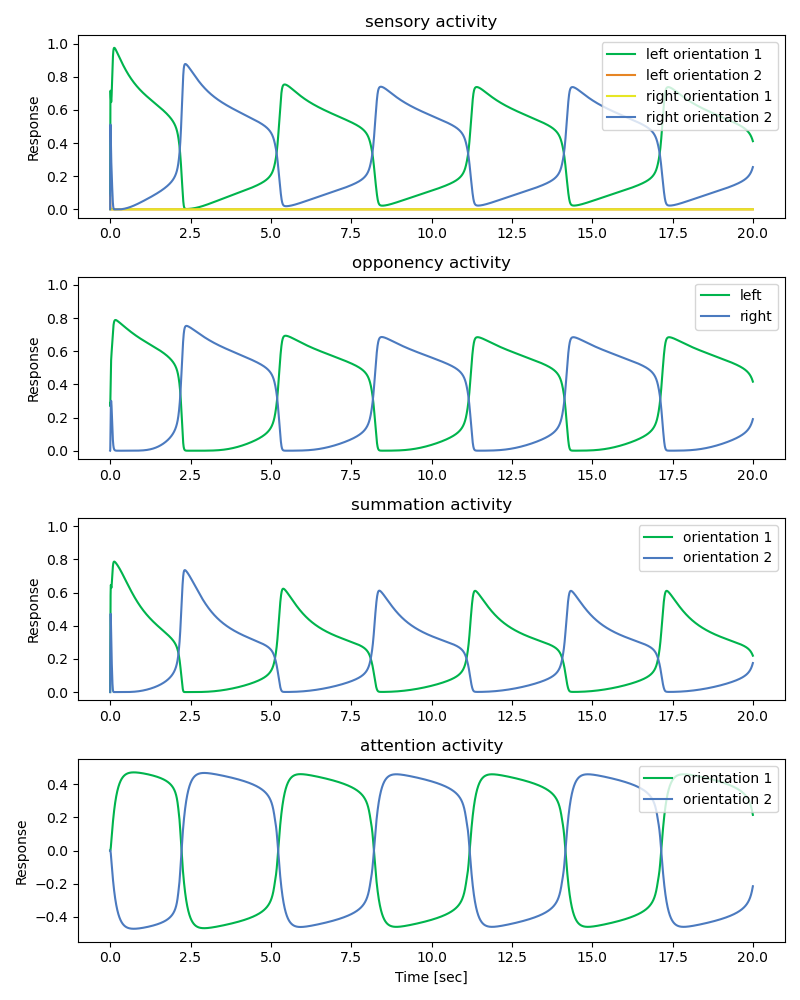 sensory activity
1.0
0.8
0.6
0.4
0.2
0.0
Response
left orientation 1
left orientation 2
right orientation 1
right orientation 2
0.0 2.5 5.0 7.5 10.0 12.5 15.0 17.5 20.0
opponency activity
1.0
0.8
0.6
0.4
0.2
0.0
Response
left
right
0.0 2.5 5.0 7.5 10.0 12.5 15.0 17.5 20.0
summation activity
1.0
0.8
0.6
0.4
0.2
0.0
Response
orientation 1
orientation 2
0.0 2.5 5.0 7.5 10.0 12.5 15.0 17.5 20.0
attention activity
0.4
0.2
0.0
−0.2
−0.4
Response
orientation 1
orientation 2
0.0 2.5 5.0 7.5 10.0 12.5 15.0 17.5 20.0
Time [sec]